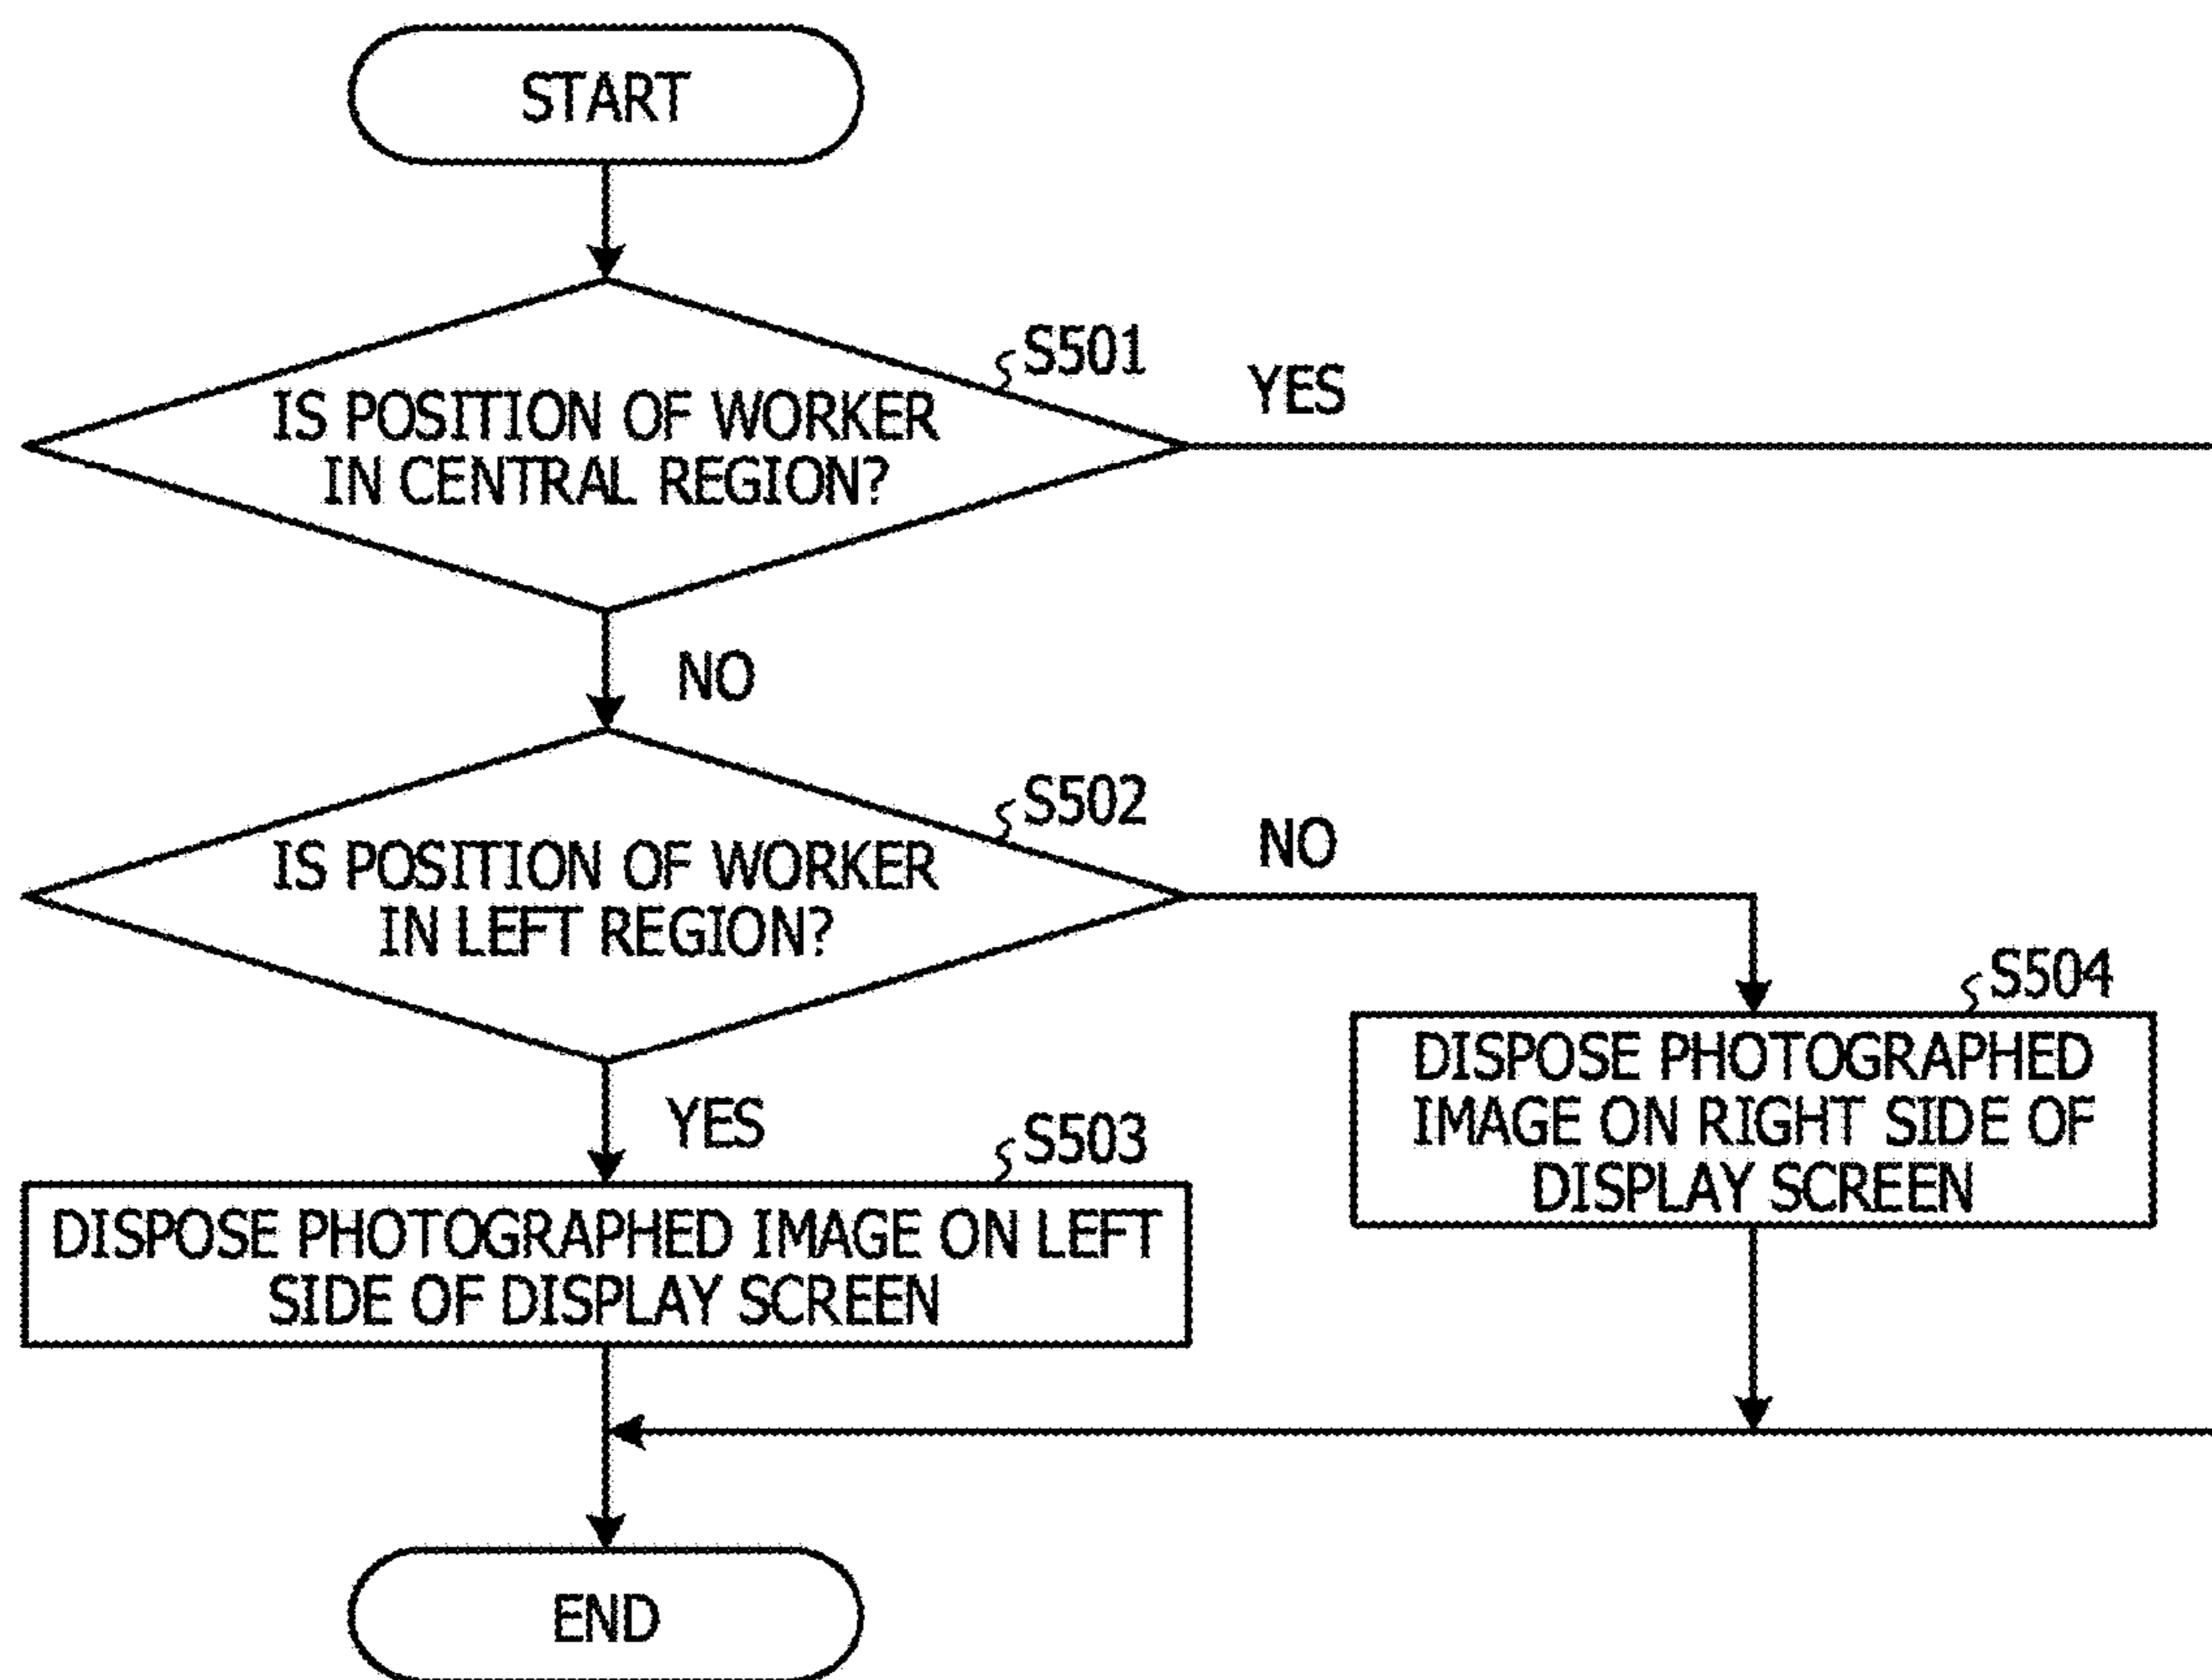 START
S501
IS POSITION OF WORKER
IN CENTRAL REGION?
YES
NO
S502
IS POSITION OF WORKER
IN LEFT REGION?
NO
YES
S504
DISPOSE PHOTOGRAPHED
IMAGE ON RIGHT SIDE OF
DISPLAY SCREEN
S503
DISPOSE PHOTOGRAPHED IMAGE ON LEFT
SIDE OF DISPLAY SCREEN
END